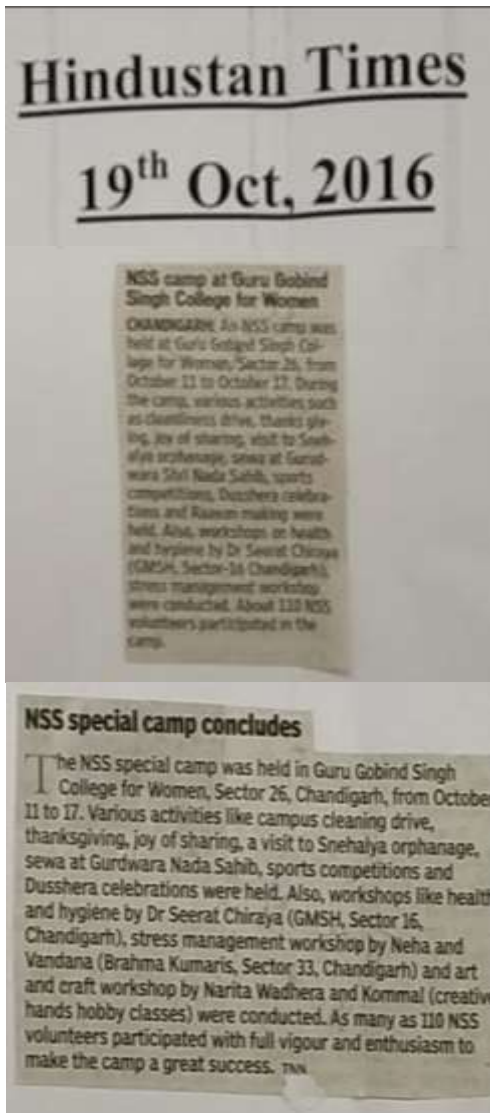 Hindustan Times
19th Oct, 2016
NSS camp at Guru Gobind
Singh College for Women
CHANDIGARH: An NSS camp was
held at Guru Gobind Singh Col-
lege for Women, Sector 26, from
October 11 to October 17. During
the camp, various activities such
as cleanliness drive, thanks giv-
ing, joy of sharing, visit to Sneh-
alya orphanage, sewa at Gurud-
wara Shri Nada Sahib, sports
competitions, Dusshera celebra-
tions and Raavan making were
held. Also, workshops on health
and hygiene by Dr Seerat Chiraya
(GMSH, Sector-16 Chandigarh),
stress management workshop
were conducted. About 110 NSS
volunteers participated in the
camp.
NSS special camp concludes
The NSS special camp was held in Guru Gobind Singh
College for Women, Sector 26, Chandigarh, from October
11 to 17. Various activities like campus cleaning drive,
thanksgiving, joy of sharing, a visit to Snehalya orphanage,
sewa at Gurdwara Nada Sahib, sports competitions and
Dusshera celebrations were held. Also, workshops like health
and hygiene by Dr Seerat Chiraya (GMSH, Sector 16,
Chandigarh), stress management workshop by Neha and
Vandana (Brahma Kumaris, Sector 33, Chandigarh) and art
and craft workshop by Narita Wadhera and Kommal (creative
hands hobby classes) were conducted. As many as 110 NSS
volunteers participated with full vigour and enthusiasm to
make the camp a great success. TNN